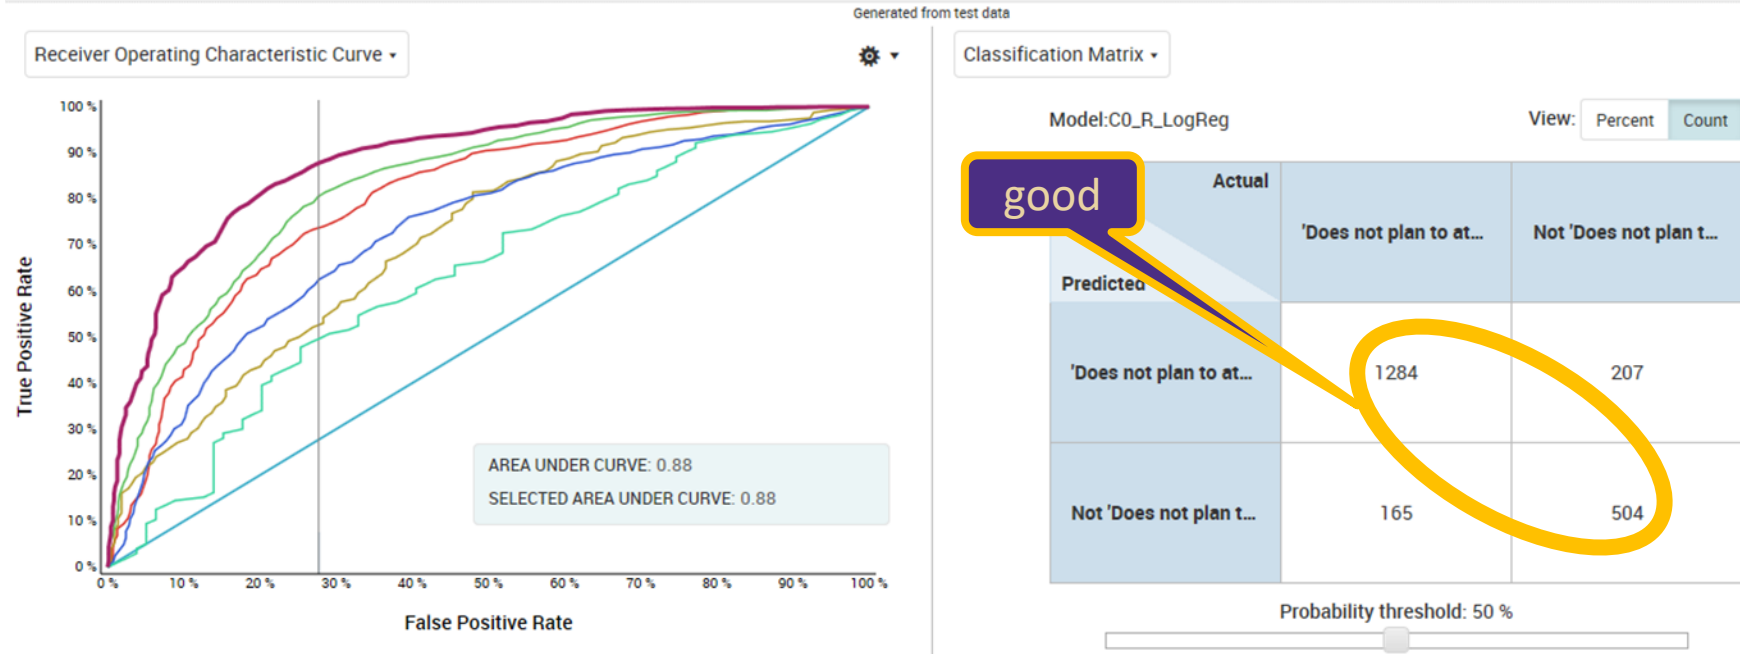 Generated from test data
Receiver Operating Characteristic Curve
Classification Matrix
100 %
90 %
80 %
70 %
60 %
50 %
40 %
30 %
20 %
10 %
0 %
True Positive Rate
0 %
10 %
20 %
30 %
40 %
50 %
60 %
70 %
80 %
90 %
100 %
False Positive Rate
AREA UNDER CURVE: 0.88
SELECTED AREA UNDER CURVE: 0.88
Model:C0_R_LogReg
View: Percent Count
good
Actual
Predicted
'Does not plan to at...
Not 'Does not plan t...
'Does not plan to at...
1284
207
Not 'Does not plan t...
165
504
Probability threshold: 50 %